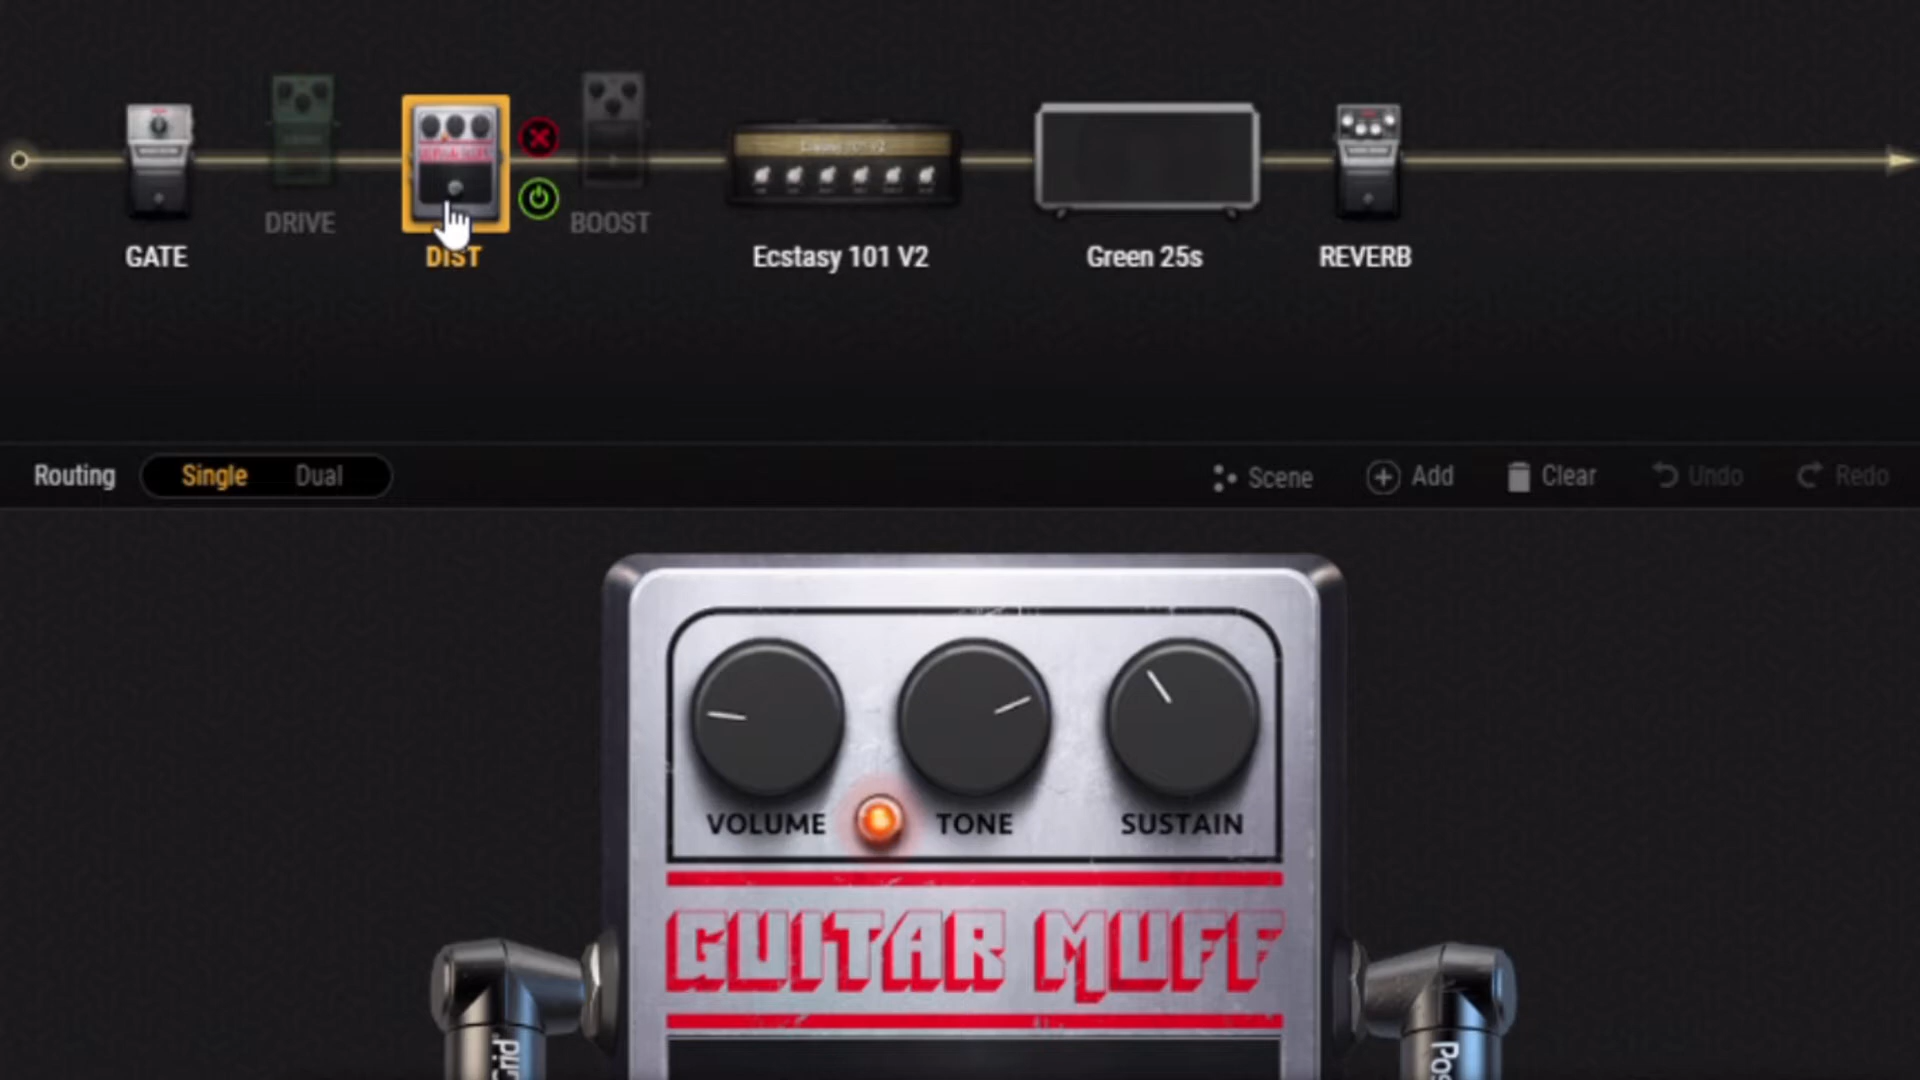 DRIVE
BOOST
GATE
DIST
Ecstasy 101 V2
Green 25s
REVERB
Routing
Single
Dual
Scene
Add
Clear
Undo
Redo
VOLUME
TONE
SUSTAIN
GUITAR MUFF